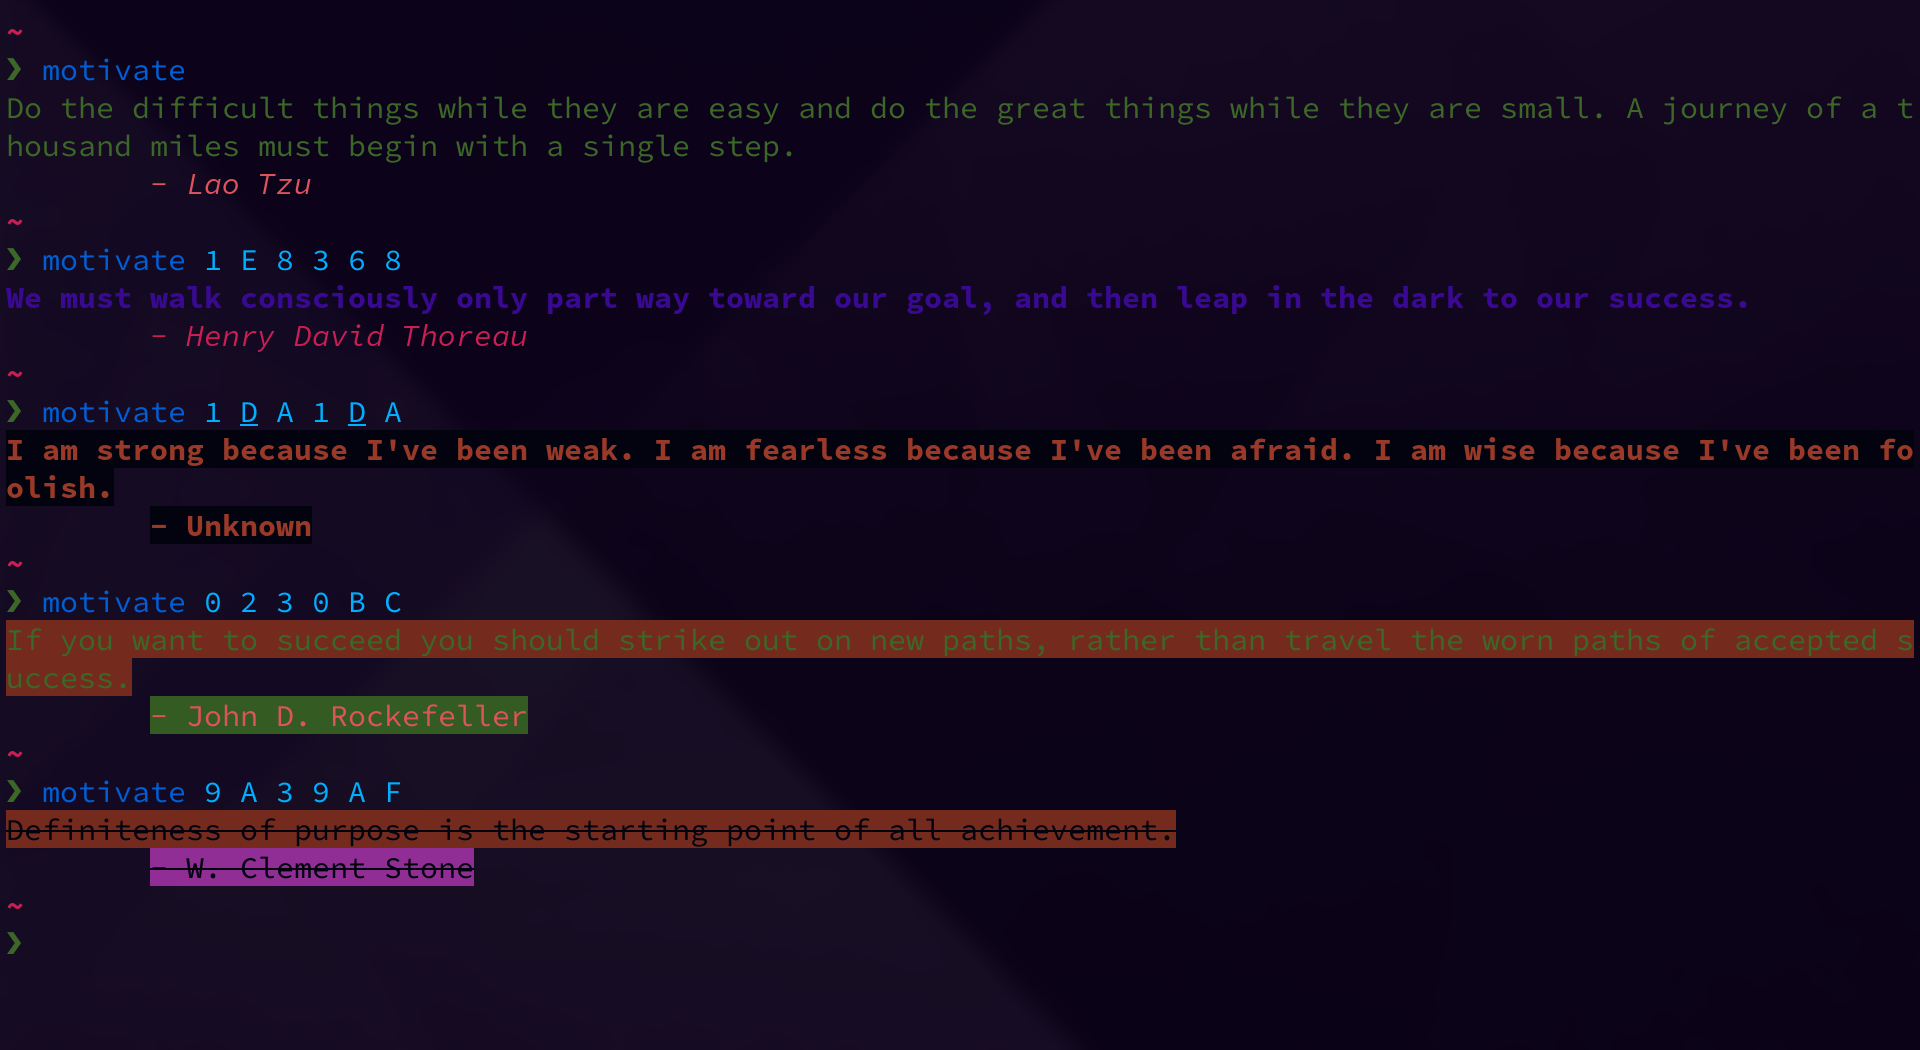 ~
❯ motivate
Do the difficult things while they are easy and do the great things while they are small. A journey of a t
housand miles must begin with a single step.
- Lao Tzu
~
❯ motivate 1 E 8 3 6 8
We must walk consciously only part way toward our goal, and then leap in the dark to our success.
- Henry David Thoreau
~
❯ motivate 1 D A 1 D A
I am strong because I've been weak. I am fearless because I've been afraid. I am wise because I've been fo
olish.
- Unknown
~
❯ motivate 0 2 3 0 B C
If you want to succeed you should strike out on new paths, rather than travel the worn paths of accepted s
uccess.
- John D. Rockefeller
~
❯ motivate 9 A 3 9 A F
Definiteness of purpose is the starting point of all achievement.
- W. Clement Stone
~
❯